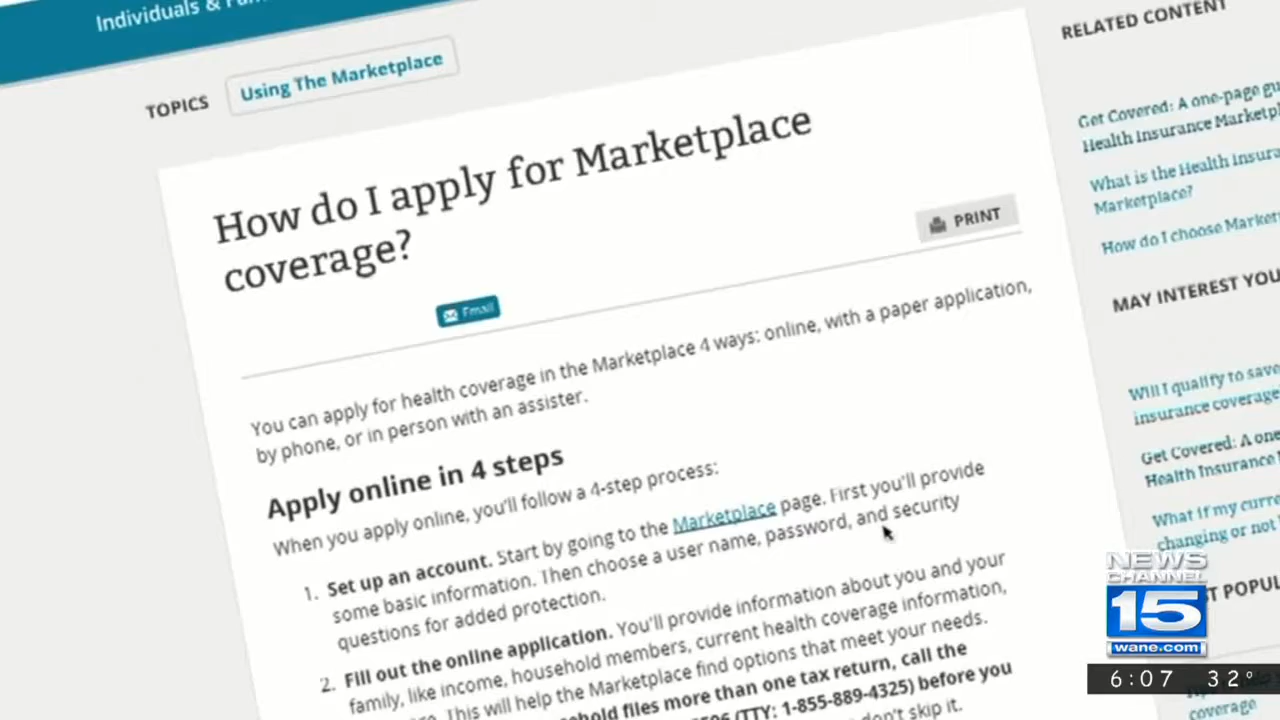 Individuals &
TOPICS
Using The Marketplace
How do I apply for Marketplace
coverage?
PRINT
Email
You can apply for health coverage in the Marketplace 4 ways: online, with a paper application,
by phone, or in person with an assister.
Apply online in 4 steps
When you apply online, you'll follow a 4-step process:
1. Set up an account. Start by going to the Marketplace page. First you'll provide
some basic information. Then choose a user name, password, and security
questions for added protection.
2. Fill out the online application. You'll provide information about you and your
family, like income, household members, current health coverage information,
This will help the Marketplace find options that meet your needs.
files more than one tax return, call the
(TTY: 1-855-889-4325) before you
don't skip it.
RELATED CONTENT
Get Covered: A one-page
Health Insurance
What is the Health
Marketplace?
How do I choose
MAY INTEREST YOU
Will I qualify to save
insurance coverage
Get Covered: A
Health Insurance
What if my
changing or not
coverage
NEWS
CHANNEL
15
wane.com
6:07 32°